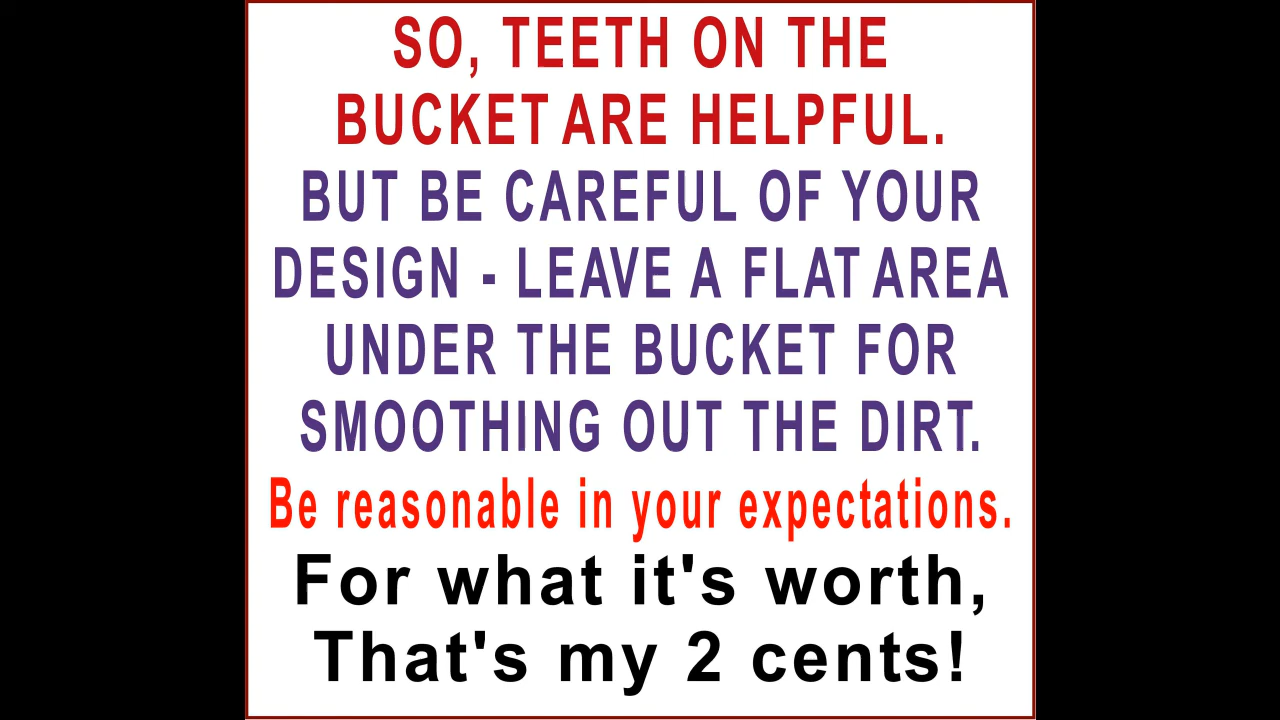 SO, TEETH ON THE
BUCKET ARE HELPFUL.
BUT BE CAREFUL OF YOUR
DESIGN - LEAVE A FLAT AREA
UNDER THE BUCKET FOR
SMOOTHING OUT THE DIRT.
Be reasonable in your expectations.
For what it's worth,
That's my 2 cents!